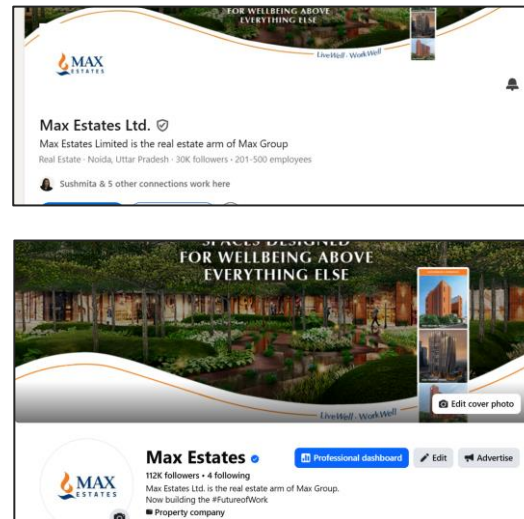 FOR WELLBEING ABOVE
EVERYTHING ELSE
LiveWell - WorkWell
MAX
ESTATES
Max Estates Ltd.
Max Estates Limited is the real estate arm of Max Group
Real Estate · Noida, Uttar Pradesh · 30K followers · 201-500 employees
Sushmita & 5 other connections work here
SPACES DESIGNED
FOR WELLBEING ABOVE
EVERYTHING ELSE
Edit cover photo
LiveWell - WorkWell
Max Estates
Professional dashboard
Edit
Advertise
112K followers • 4 following
Max Estates Ltd. is the real estate arm of Max Group.
Now building the #FutureofWork
Property company
MAX
ESTATES